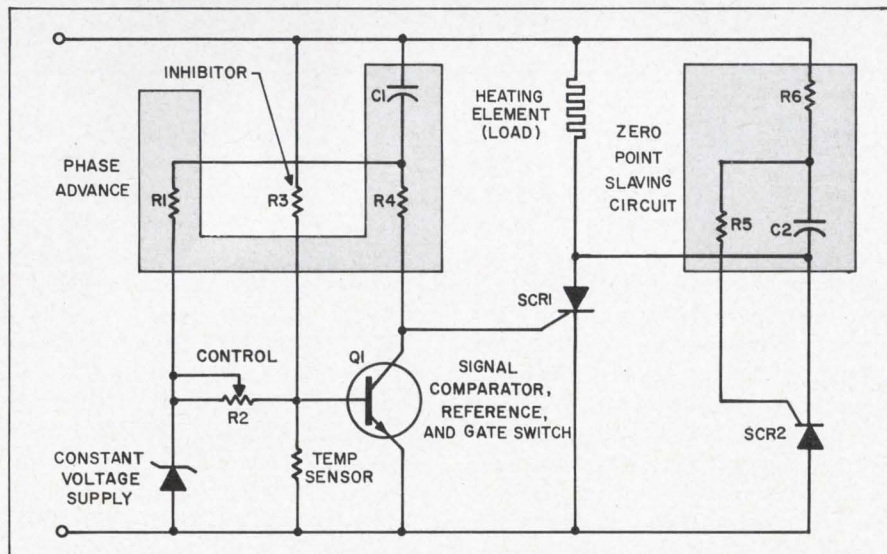 INHIBITOR
C1
HEATING
ELEMENT
(LOAD)
R6
ZERO
POINT
SLAVING
CIRCUIT
PHASE
ADVANCE
R1
R3
R4
R5
C2
SCR1
CONTROL
Q1
SIGNAL
COMPARATOR,
REFERENCE,
AND GATE SWITCH
R2
SCR2
CONSTANT
VOLTAGE
SUPPLY
TEMP
SENSOR